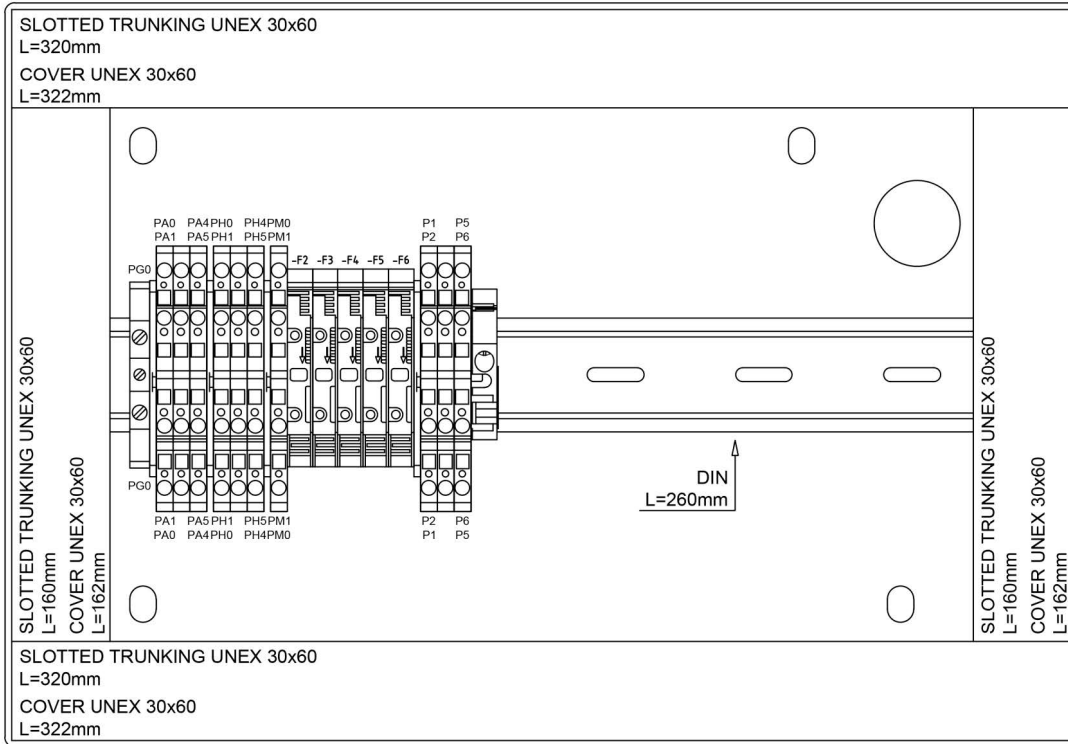 SLOTTED TRUNKING UNEX 30x60
L=320mm
COVER UNEX 30x60
L=322mm
PA0 PA4 PH0 PH4 PM0 P1 P5
PA1 PA5 PH1 PH5 PM1 P2 P6
-F2 -F3 -F4 -F5 -F6
PG0
SLOTTED TRUNKING UNEX 30x60
L=160mm
COVER UNEX 30x60
L=162mm
DIN
L=260mm
PG0
PA1 PA5 PH1 PH5 PM1 P2 P6
PA0 PA4 PH0 PH4 PM0 P1 P5
SLOTTED TRUNKING UNEX 30x60
L=160mm
COVER UNEX 30x60
L=162mm
SLOTTED TRUNKING UNEX 30x60
L=320mm
COVER UNEX 30x60
L=322mm